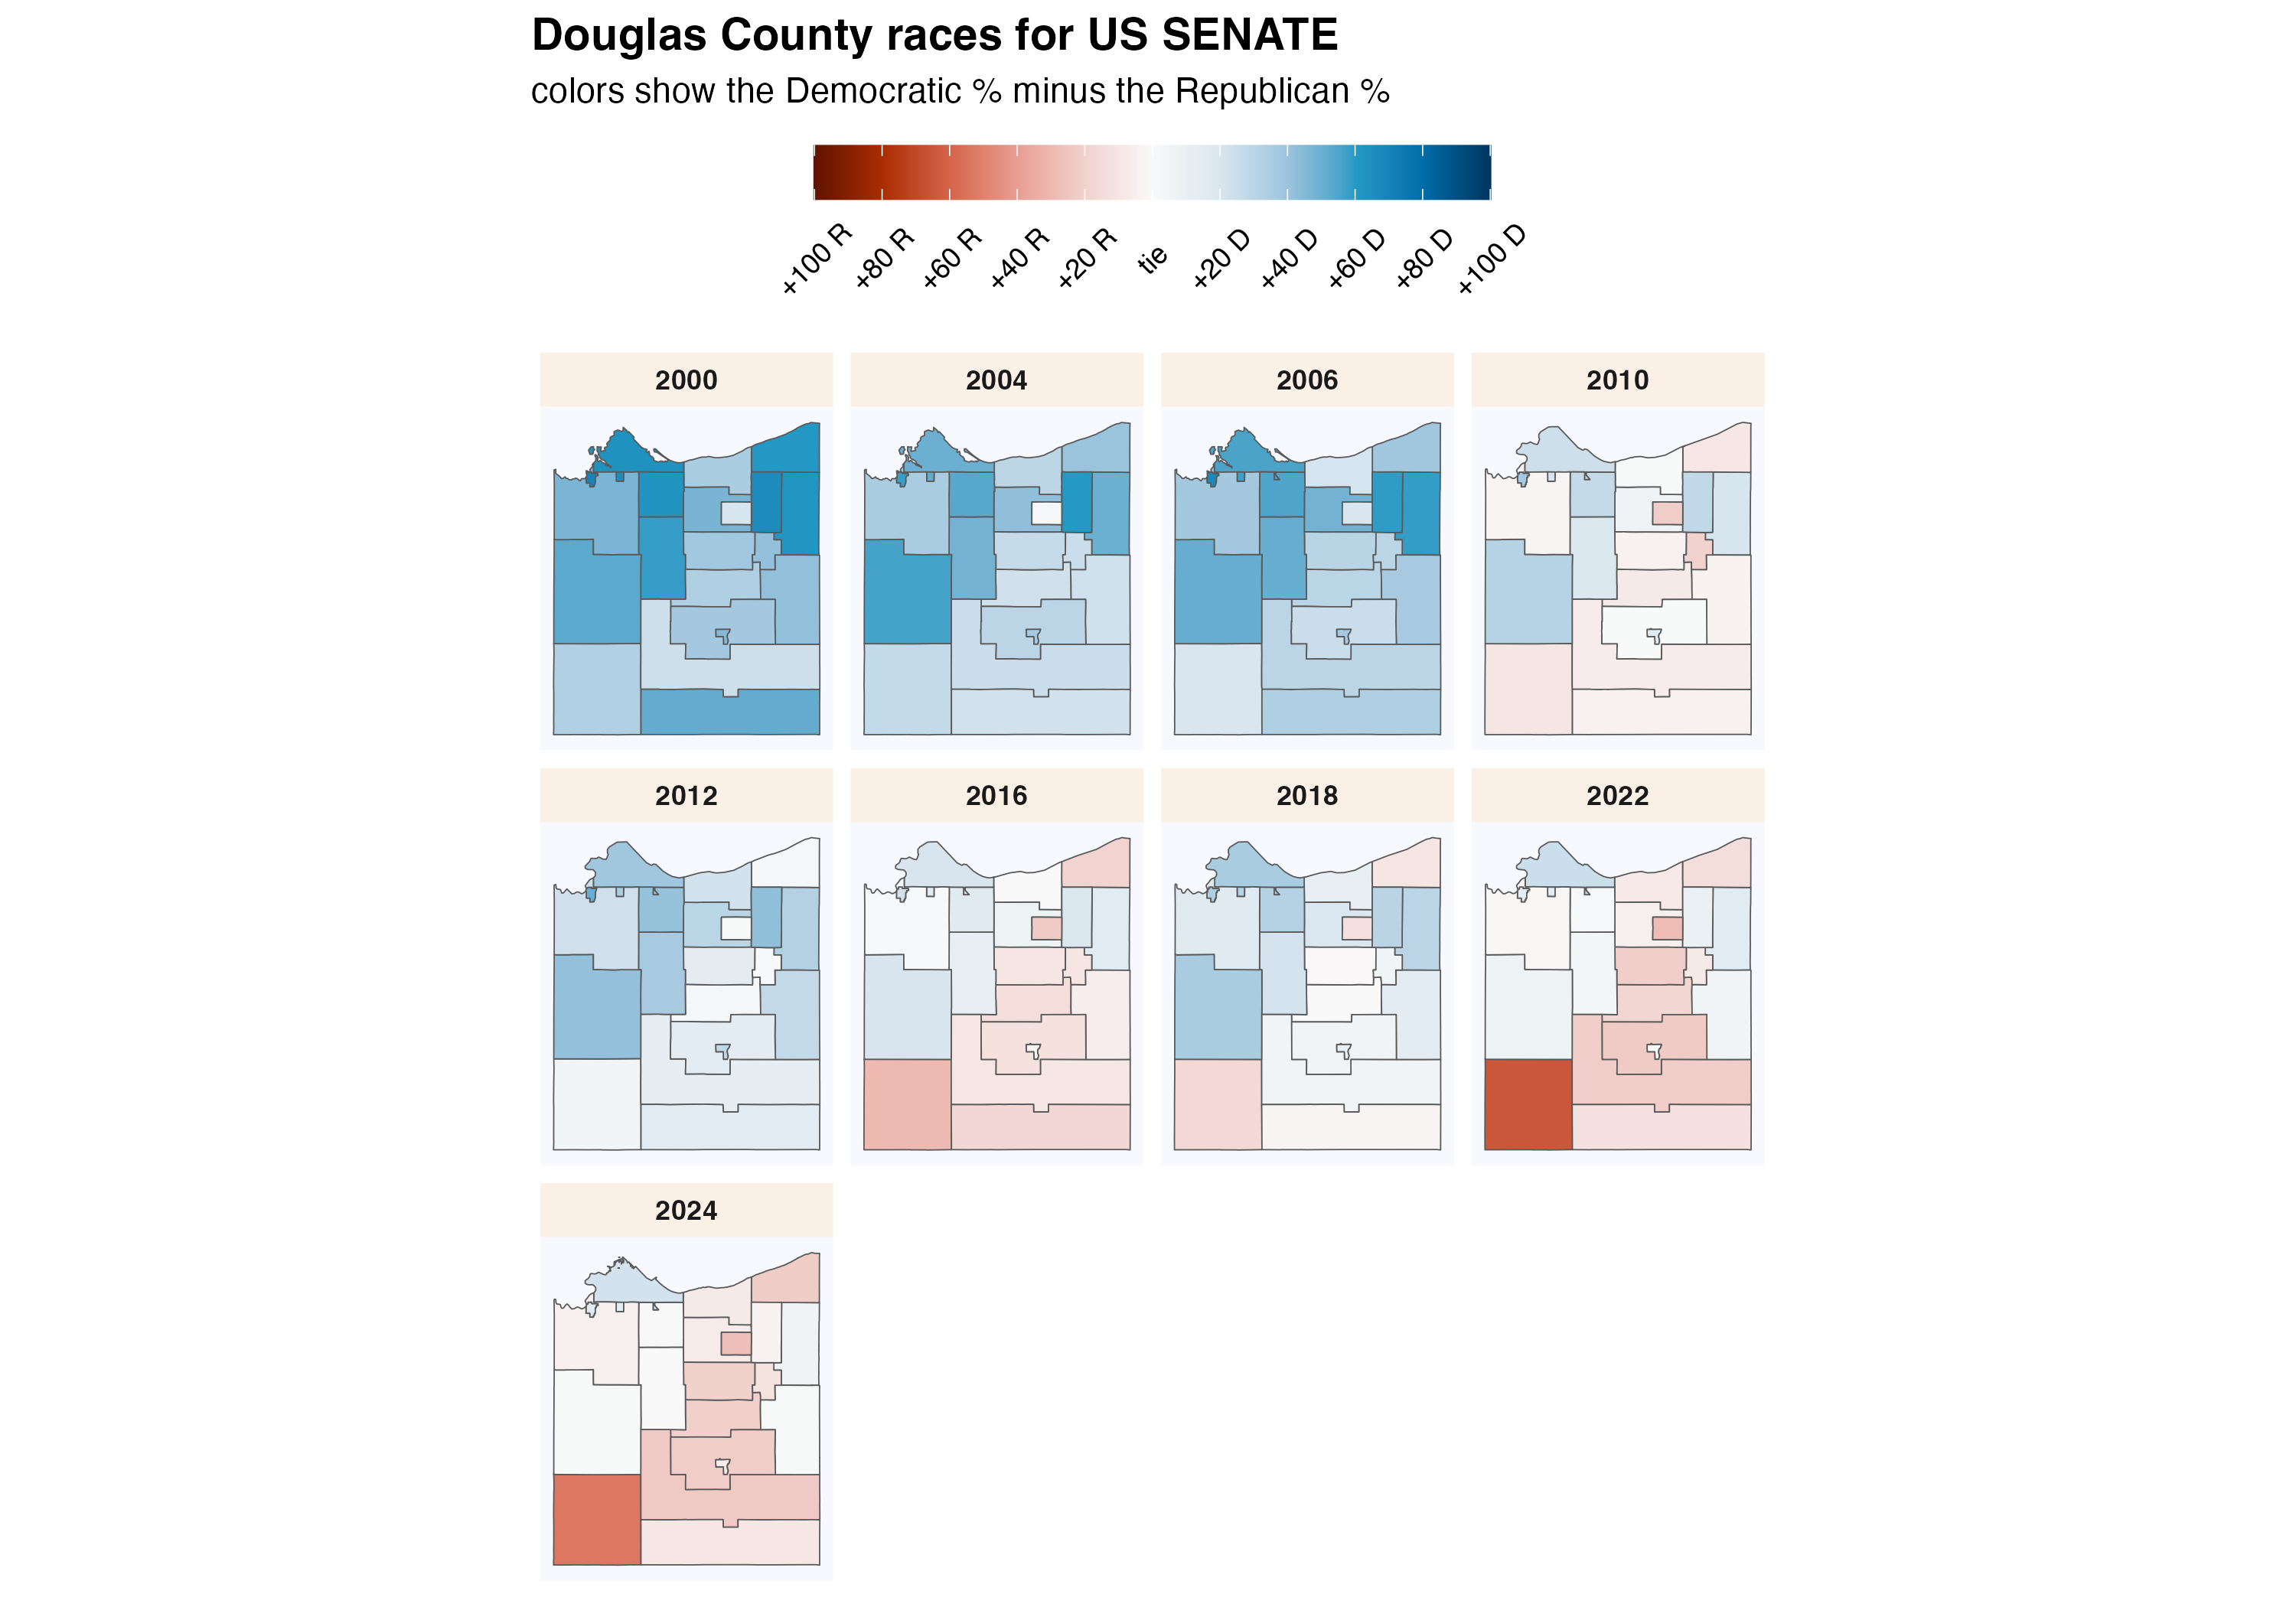 Douglas County races for US SENATE
colors show the Democratic % minus the Republican %
+100 R
+80 R
+60 R
+40 R
+20 R
tie
+20 D
+40 D
+60 D
+80 D
+100 D
2000
2004
2006
2010
2012
2016
2018
2022
2024